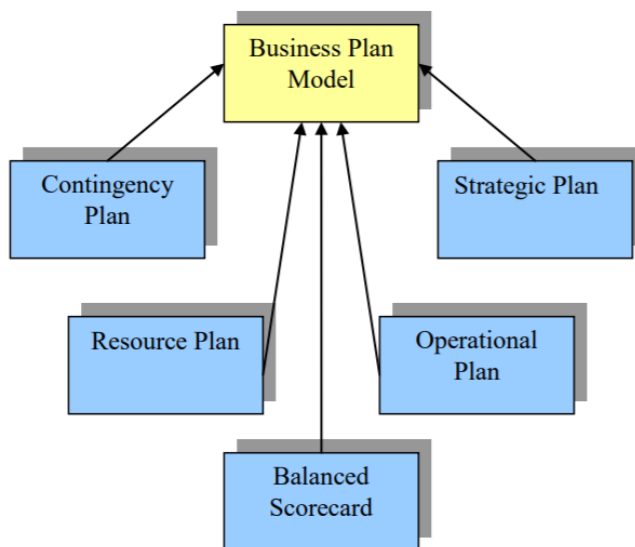 Business Plan
Model
Contingency
Plan
Strategic Plan
Resource Plan
Operational
Plan
Balanced
Scorecard